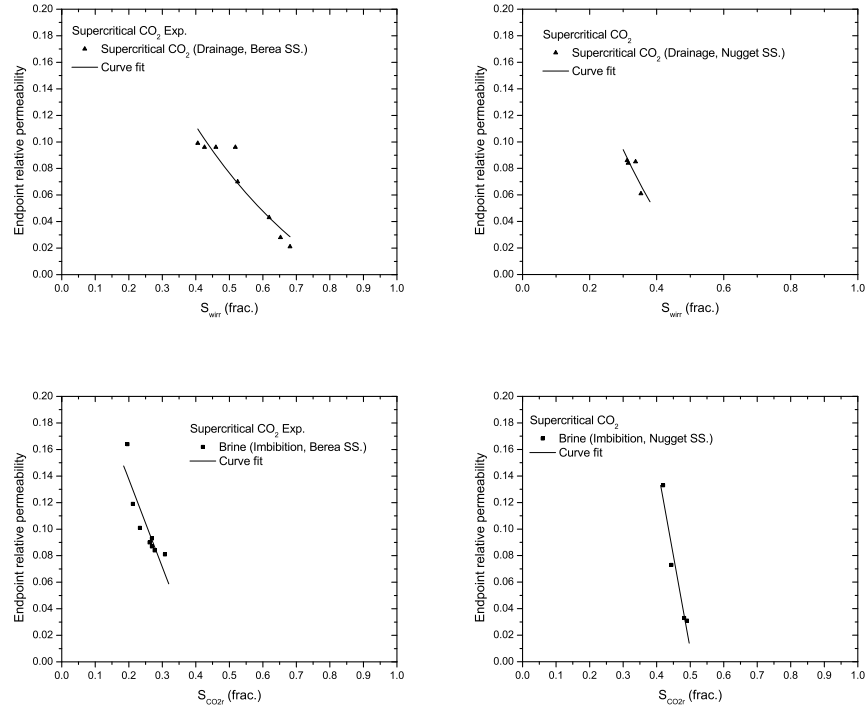 Supercritical CO2 Exp.
Supercritical CO2 (Drainage, Berea SS.)
Curve fit
Endpoint relative permeability
0.20
0.18
0.16
0.14
0.12
0.10
0.08
0.06
0.04
0.02
0.00
0.0 0.1 0.2 0.3 0.4 0.5 0.6 0.7 0.8 0.9 1.0
Swirr (frac.)
Supercritical CO2
Supercritical CO2 (Drainage, Nugget SS.)
Curve fit
Endpoint relative permeability
0.20
0.18
0.16
0.14
0.12
0.10
0.08
0.06
0.04
0.02
0.00
0.0 0.2 0.4 0.6 0.8 1.0
Swirr (frac.)
Supercritical CO2 Exp.
Brine (Imbibition, Berea SS.)
Curve fit
Endpoint relative permeability
0.20
0.18
0.16
0.14
0.12
0.10
0.08
0.06
0.04
0.02
0.00
0.0 0.1 0.2 0.3 0.4 0.5 0.6 0.7 0.8 0.9 1.0
SCO2r (frac.)
Supercritical CO2
Brine (Imbibition, Nugget SS.)
Curve fit
Endpoint relative permeability
0.20
0.18
0.16
0.14
0.12
0.10
0.08
0.06
0.04
0.02
0.00
0.0 0.2 0.4 0.6 0.8 1.0
SCO2r (frac.)